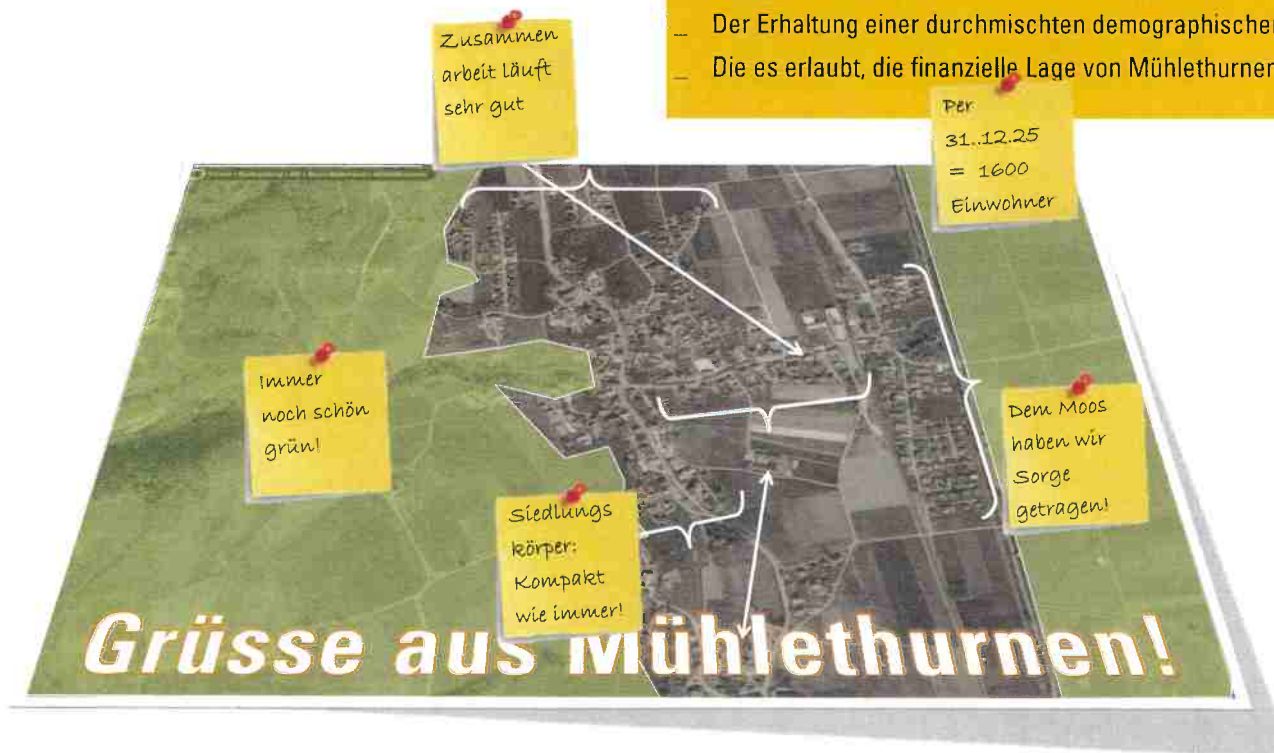 _ Der Erhaltung einer durchmischten demographischen
_ Die es erlaubt, die finanzielle Lage von Mühlethurnen
Zusammen
arbeit läuft
sehr gut
Per
31..12.25
= 1600
Einwohner
Immer
noch schön
grün!
Dem Moos
haben wir
Sorge
getragen!
Siedlungs
körper:
Kompakt
wie immer!
Grüsse aus Mühlethurnen!